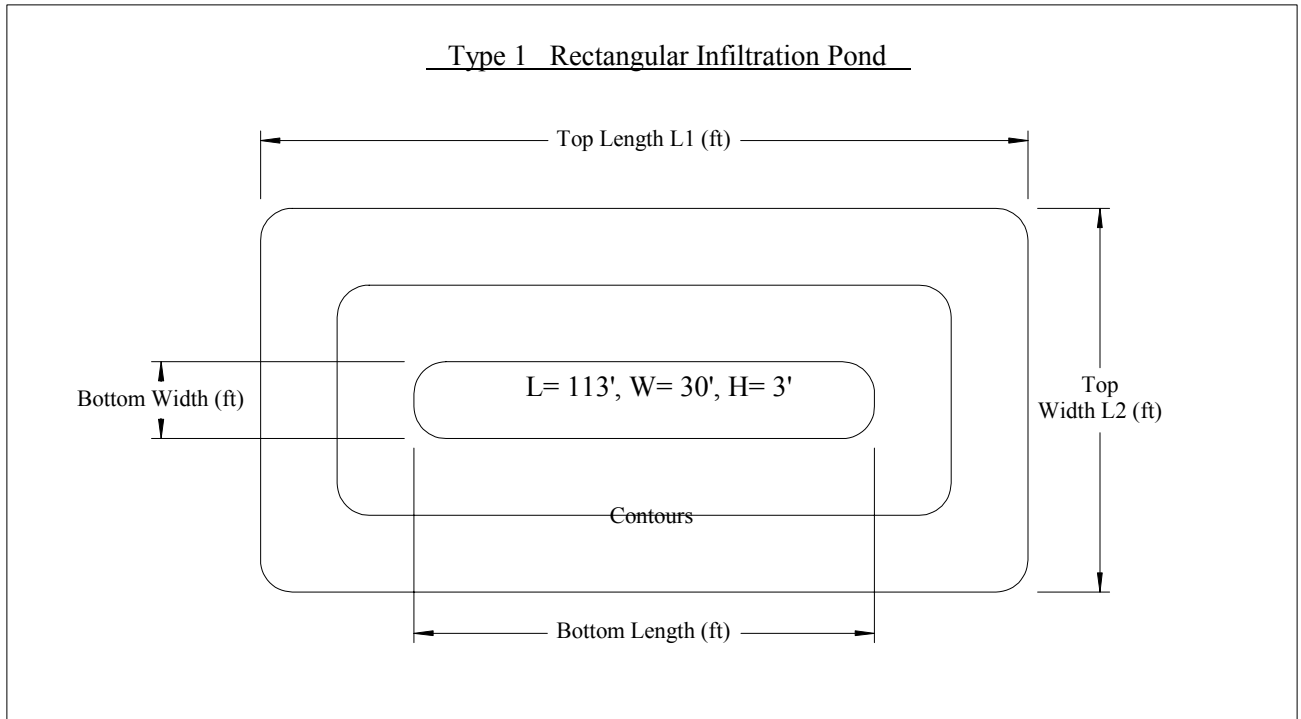 Type 1 Rectangular Infiltration Pond
Top Length L1 (ft)
L= 113', W= 30', H= 3'
Bottom Width (ft)
Top
Width L2 (ft)
Contours
Bottom Length (ft)